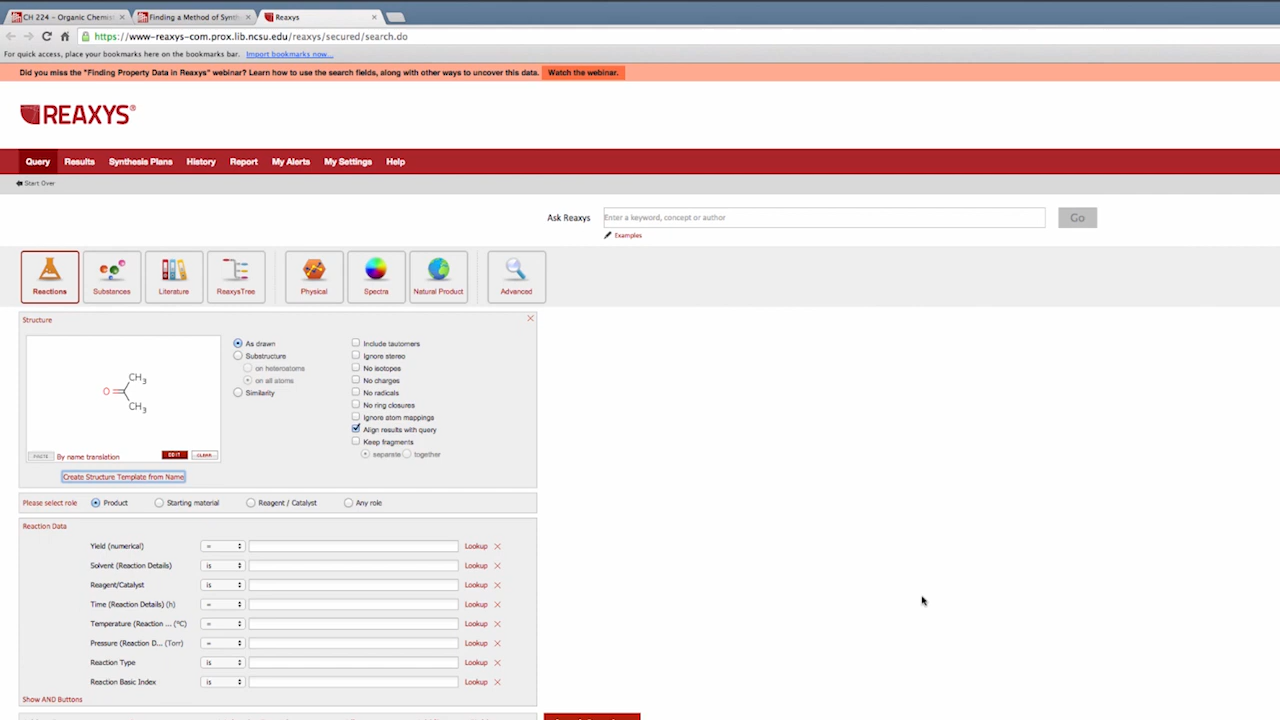 CH 224 – Organic Chemist
Finding a Method of Synth
Reaxys
https://www-reaxys-com.prox.lib.ncsu.edu/reaxys/secured/search.do
For quick access, place your bookmarks here on the bookmarks bar. Import bookmarks now...
Did you miss the "Finding Property Data in Reaxys" webinar? Learn how to use the search fields, along with other ways to uncover this data. Watch the webinar.
REAXYS®
Query Results Synthesis Plans History Report My Alerts My Settings Help
Start Over
Ask Reaxys Enter a keyword, concept or author Go
Examples
Reactions Substances Literature ReaxysTree Physical Spectra Natural Product Advanced
Structure
CH3
O
CH3
PASTE By name translation EDIT CLEAR
Create Structure Template from Name
As drawn
Substructure
on heteroatoms
on all atoms
Similarity
Include tautomers
Ignore stereo
No isotopes
No charges
No radicals
No ring closures
Ignore atom mappings
Align results with query
Keep fragments
separate together
Please select role Product Starting material Reagent / Catalyst Any role
Reaction Data
Yield (numerical) = Lookup
Solvent (Reaction Details) is Lookup
Reagent/Catalyst is Lookup
Time (Reaction Details) (h) = Lookup
Temperature (Reaction ... (°C) = Lookup
Pressure (Reaction D... (Torr) = Lookup
Reaction Type is Lookup
Reaction Basic Index is Lookup
Show AND Buttons